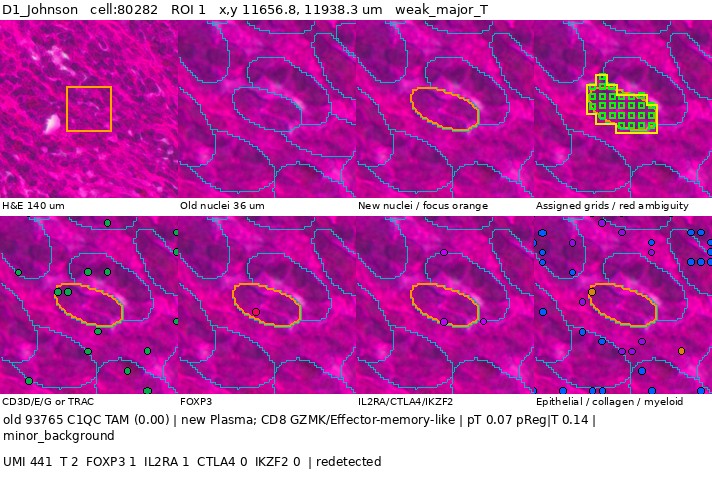 D1_Johnson   cell:80282   ROI 1   x,y 11656.8, 11938.3 um   weak_major_T
H&E 140 um
Old nuclei 36 um
New nuclei / focus orange
Assigned grids / red ambiguity
CD3D/E/G or TRAC
FOXP3
IL2RA/CTLA4/IKZF2
Epithelial / collagen / myeloid
old 93765 C1QC TAM (0.00) | new Plasma; CD8 GZMK/Effector-memory-like | pT 0.07 pReg|T 0.14 |
minor_background
UMI 441  T 2  FOXP3 1  IL2RA 1  CTLA4 0  IKZF2 0  | redetected